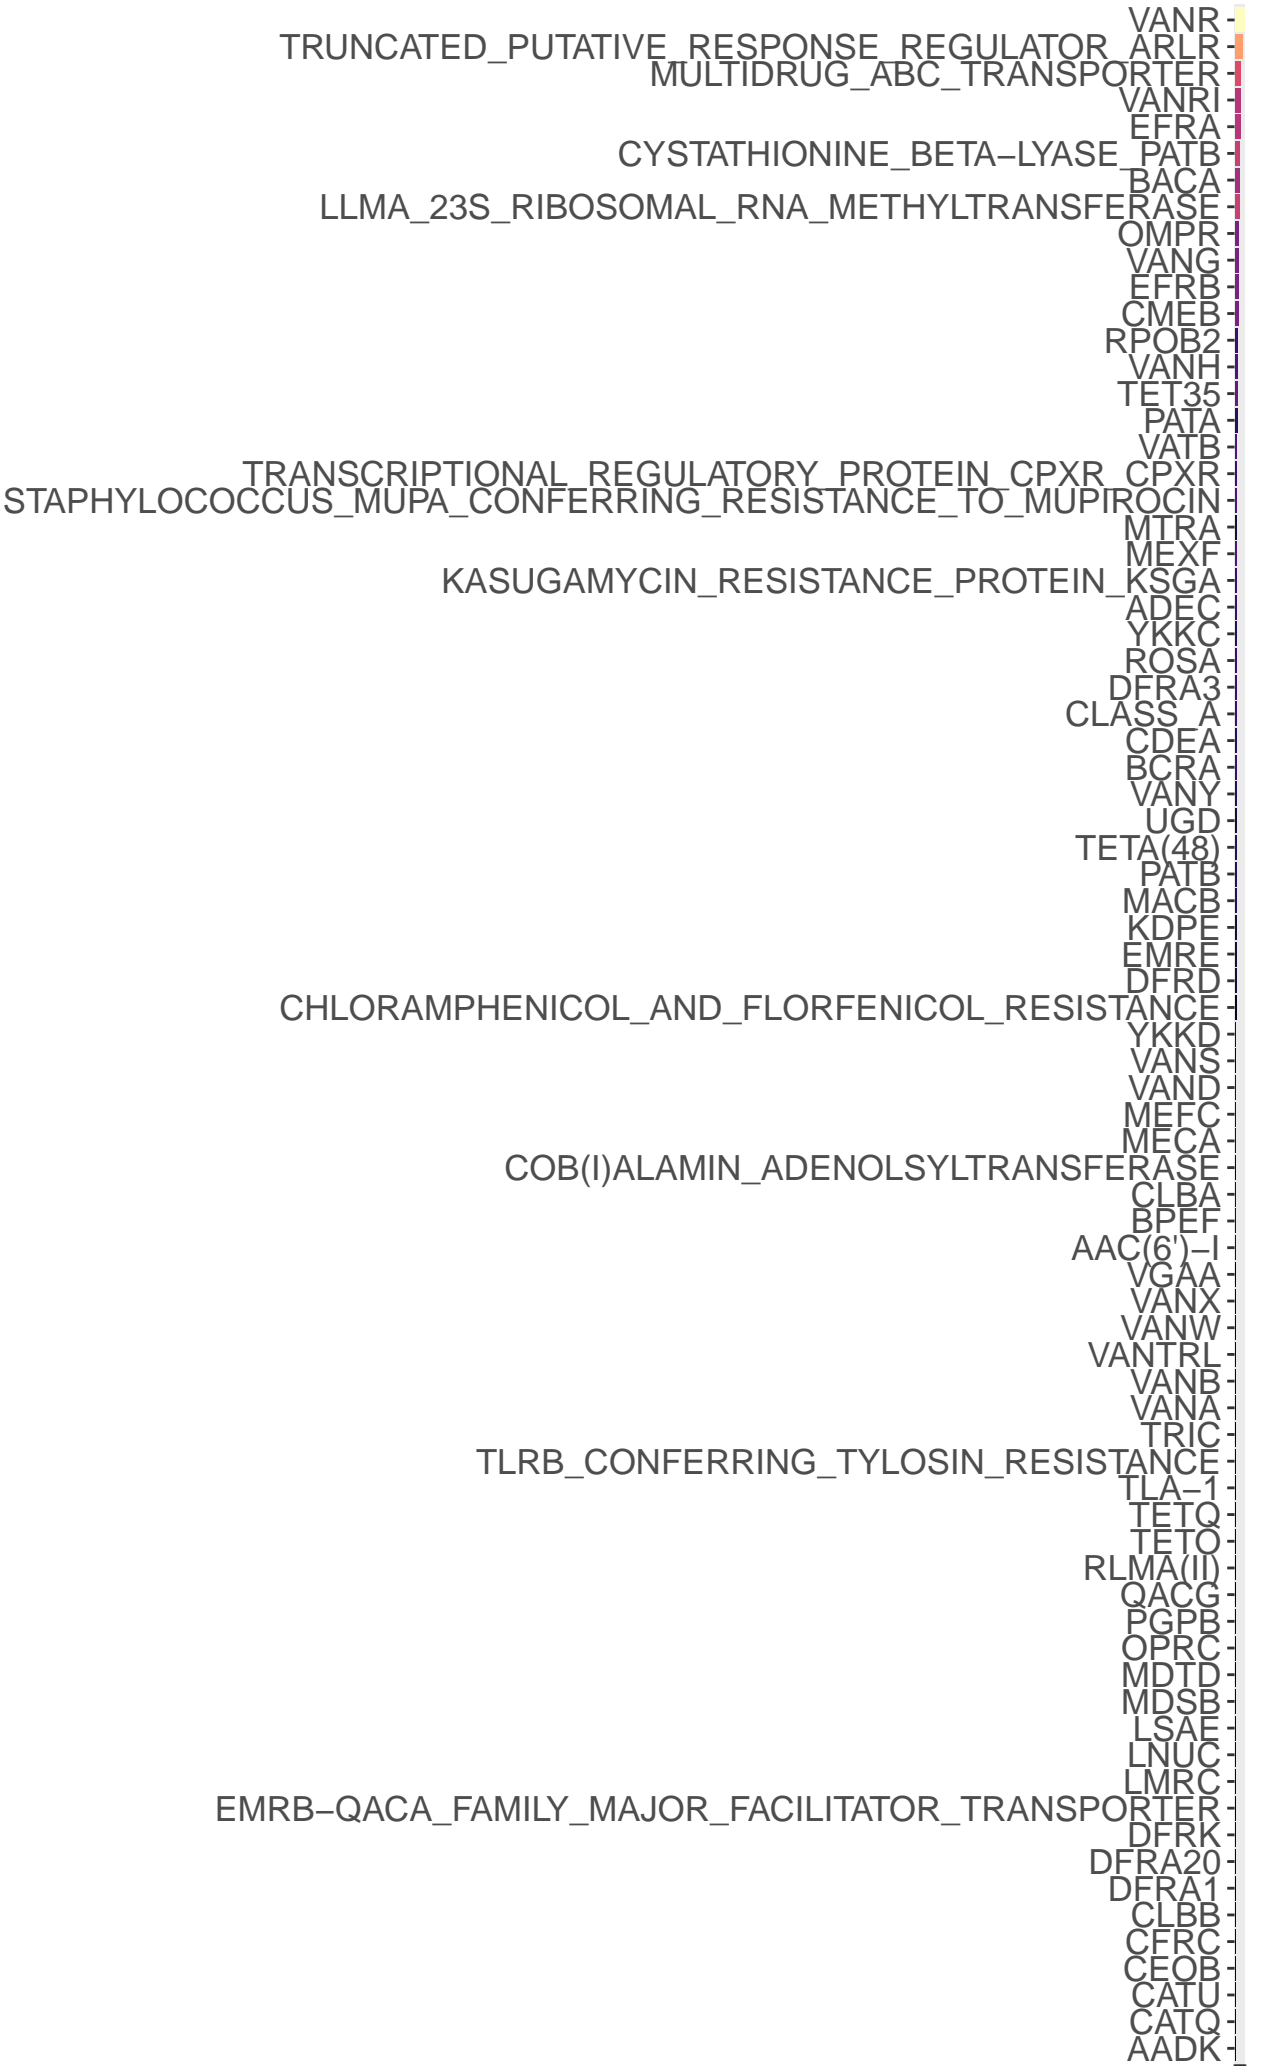 VANR
TRUNCATED_PUTATIVE_RESPONSE_REGULATOR_ARLR
MULTIDRUG_ABC_TRANSPORTER
VANRI
EFRA
CYSTATHIONINE_BETA−LYASE_PATB
BACA
LLMA_23S_RIBOSOMAL_RNA_METHYLTRANSFERASE
OMPR
VANG
EFRB
CMEB
RPOB2
VANH
TET35
PATA
VATB
TRANSCRIPTIONAL_REGULATORY_PROTEIN_CPXR_CPXR
STAPHYLOCOCCUS_MUPA_CONFERRING_RESISTANCE_TO_MUPIROCIN
MTRA
MEXF
KASUGAMYCIN_RESISTANCE_PROTEIN_KSGA
ADEC
YKKC
ROSA
DFRA3
CLASS_A
CDEA
BCRA
VANY
UGD
TETA(48)
PATB
MACB
KDPE
EMRE
DFRD
CHLORAMPHENICOL_AND_FLORFENICOL_RESISTANCE
YKKD
VANS
VAND
MEFC
MECA
COB(I)ALAMIN_ADENOLSYLTRANSFERASE
CLBA
BPEF
AAC(6')−I
VGAA
VANX
VANW
VANTRL
VANB
VANA
TRIC
TLRB_CONFERRING_TYLOSIN_RESISTANCE
TLA−1
TETQ
TETO
RLMA(II)
QACG
PGPB
OPRC
MDTD
MDSB
LSAE
LNUC
LMRC
EMRB−QACA_FAMILY_MAJOR_FACILITATOR_TRANSPORTER
DFRK
DFRA20
DFRA1
CLBB
CFRC
CEOB
CATU
CATQ
AADK